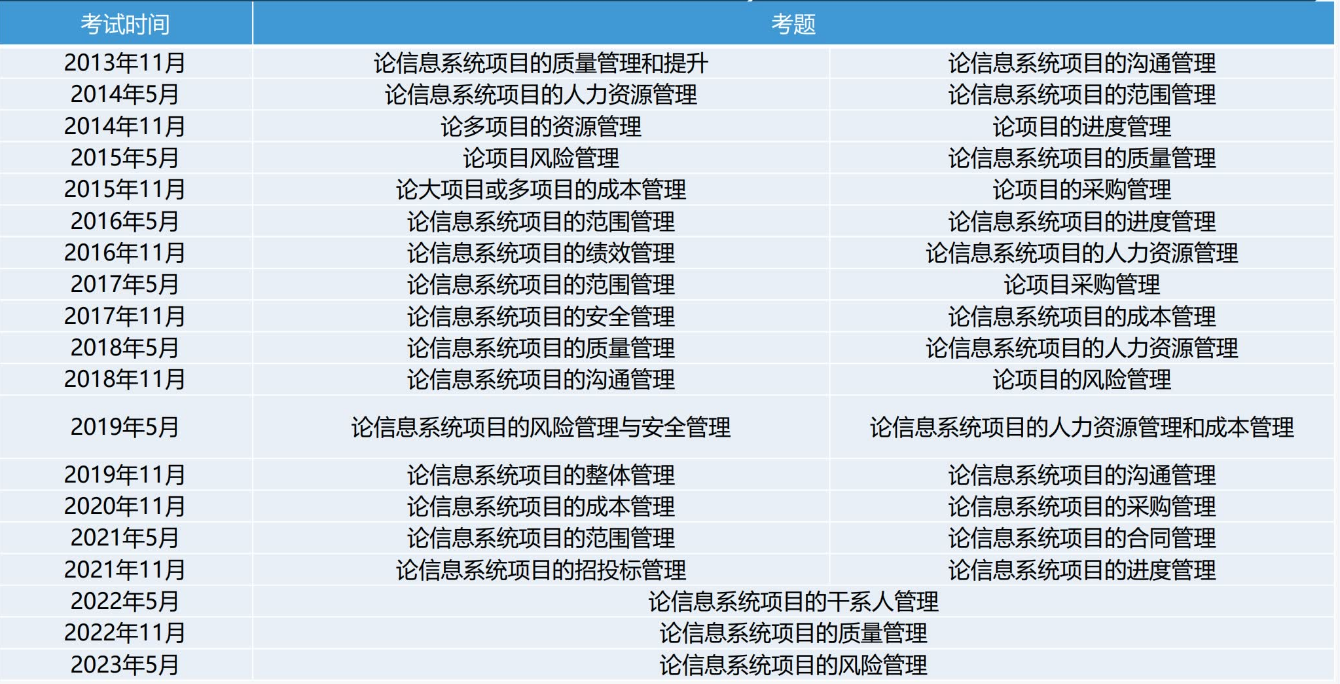 考试时间 考题
2013年11月 论信息系统项目的质量管理和提升 论信息系统项目的沟通管理
2014年5月 论信息系统项目的人力资源管理 论信息系统项目的范围管理
2014年11月 论多项目的资源管理 论项目的进度管理
2015年5月 论项目风险管理 论信息系统项目的质量管理
2015年11月 论大项目或多项目的成本管理 论项目的采购管理
2016年5月 论信息系统项目的范围管理 论信息系统项目的进度管理
2016年11月 论信息系统项目的绩效管理 论信息系统项目的人力资源管理
2017年5月 论信息系统项目的范围管理 论项目采购管理
2017年11月 论信息系统项目的安全管理 论信息系统项目的成本管理
2018年5月 论信息系统项目的质量管理 论信息系统项目的人力资源管理
2018年11月 论信息系统项目的沟通管理 论项目的风险管理
2019年5月 论信息系统项目的风险管理与安全管理 论信息系统项目的人力资源管理和成本管理
2019年11月 论信息系统项目的整体管理 论信息系统项目的沟通管理
2020年11月 论信息系统项目的成本管理 论信息系统项目的采购管理
2021年5月 论信息系统项目的范围管理 论信息系统项目的合同管理
2021年11月 论信息系统项目的招投标管理 论信息系统项目的进度管理
2022年5月 论信息系统项目的干系人管理
2022年11月 论信息系统项目的质量管理
2023年5月 论信息系统项目的风险管理